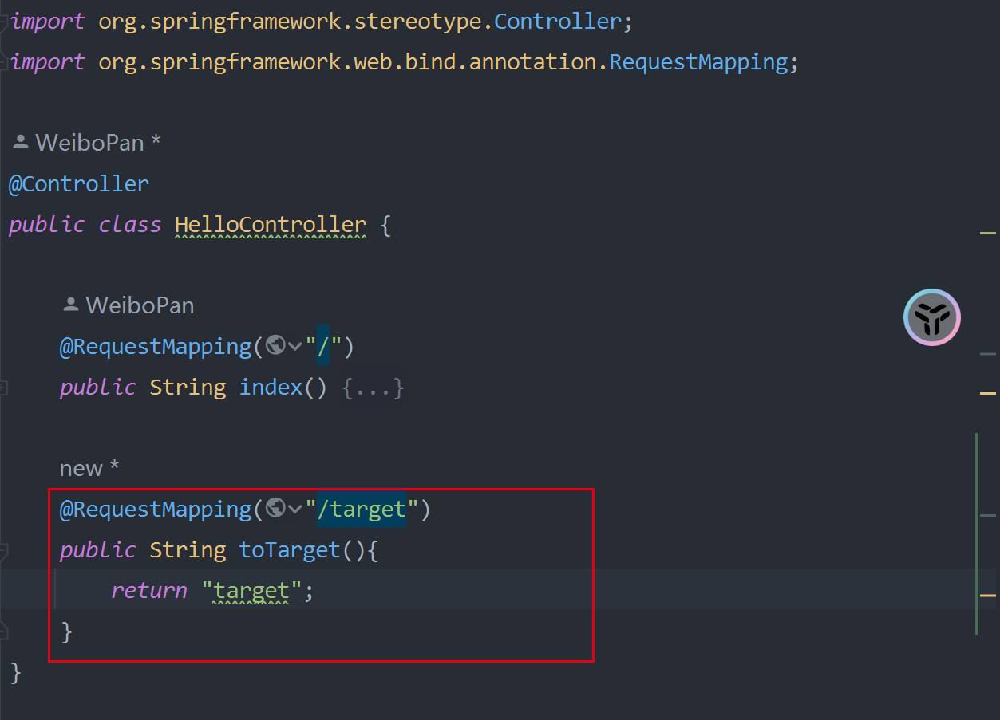 import org.springframework.stereotype.Controller;
import org.springframework.web.bind.annotation.RequestMapping;
WeiboPan *
@Controller
public class HelloController {
WeiboPan
@RequestMapping("/")
public String index() {...}
new *
@RequestMapping("/target")
public String toTarget(){
return "target";
}
}